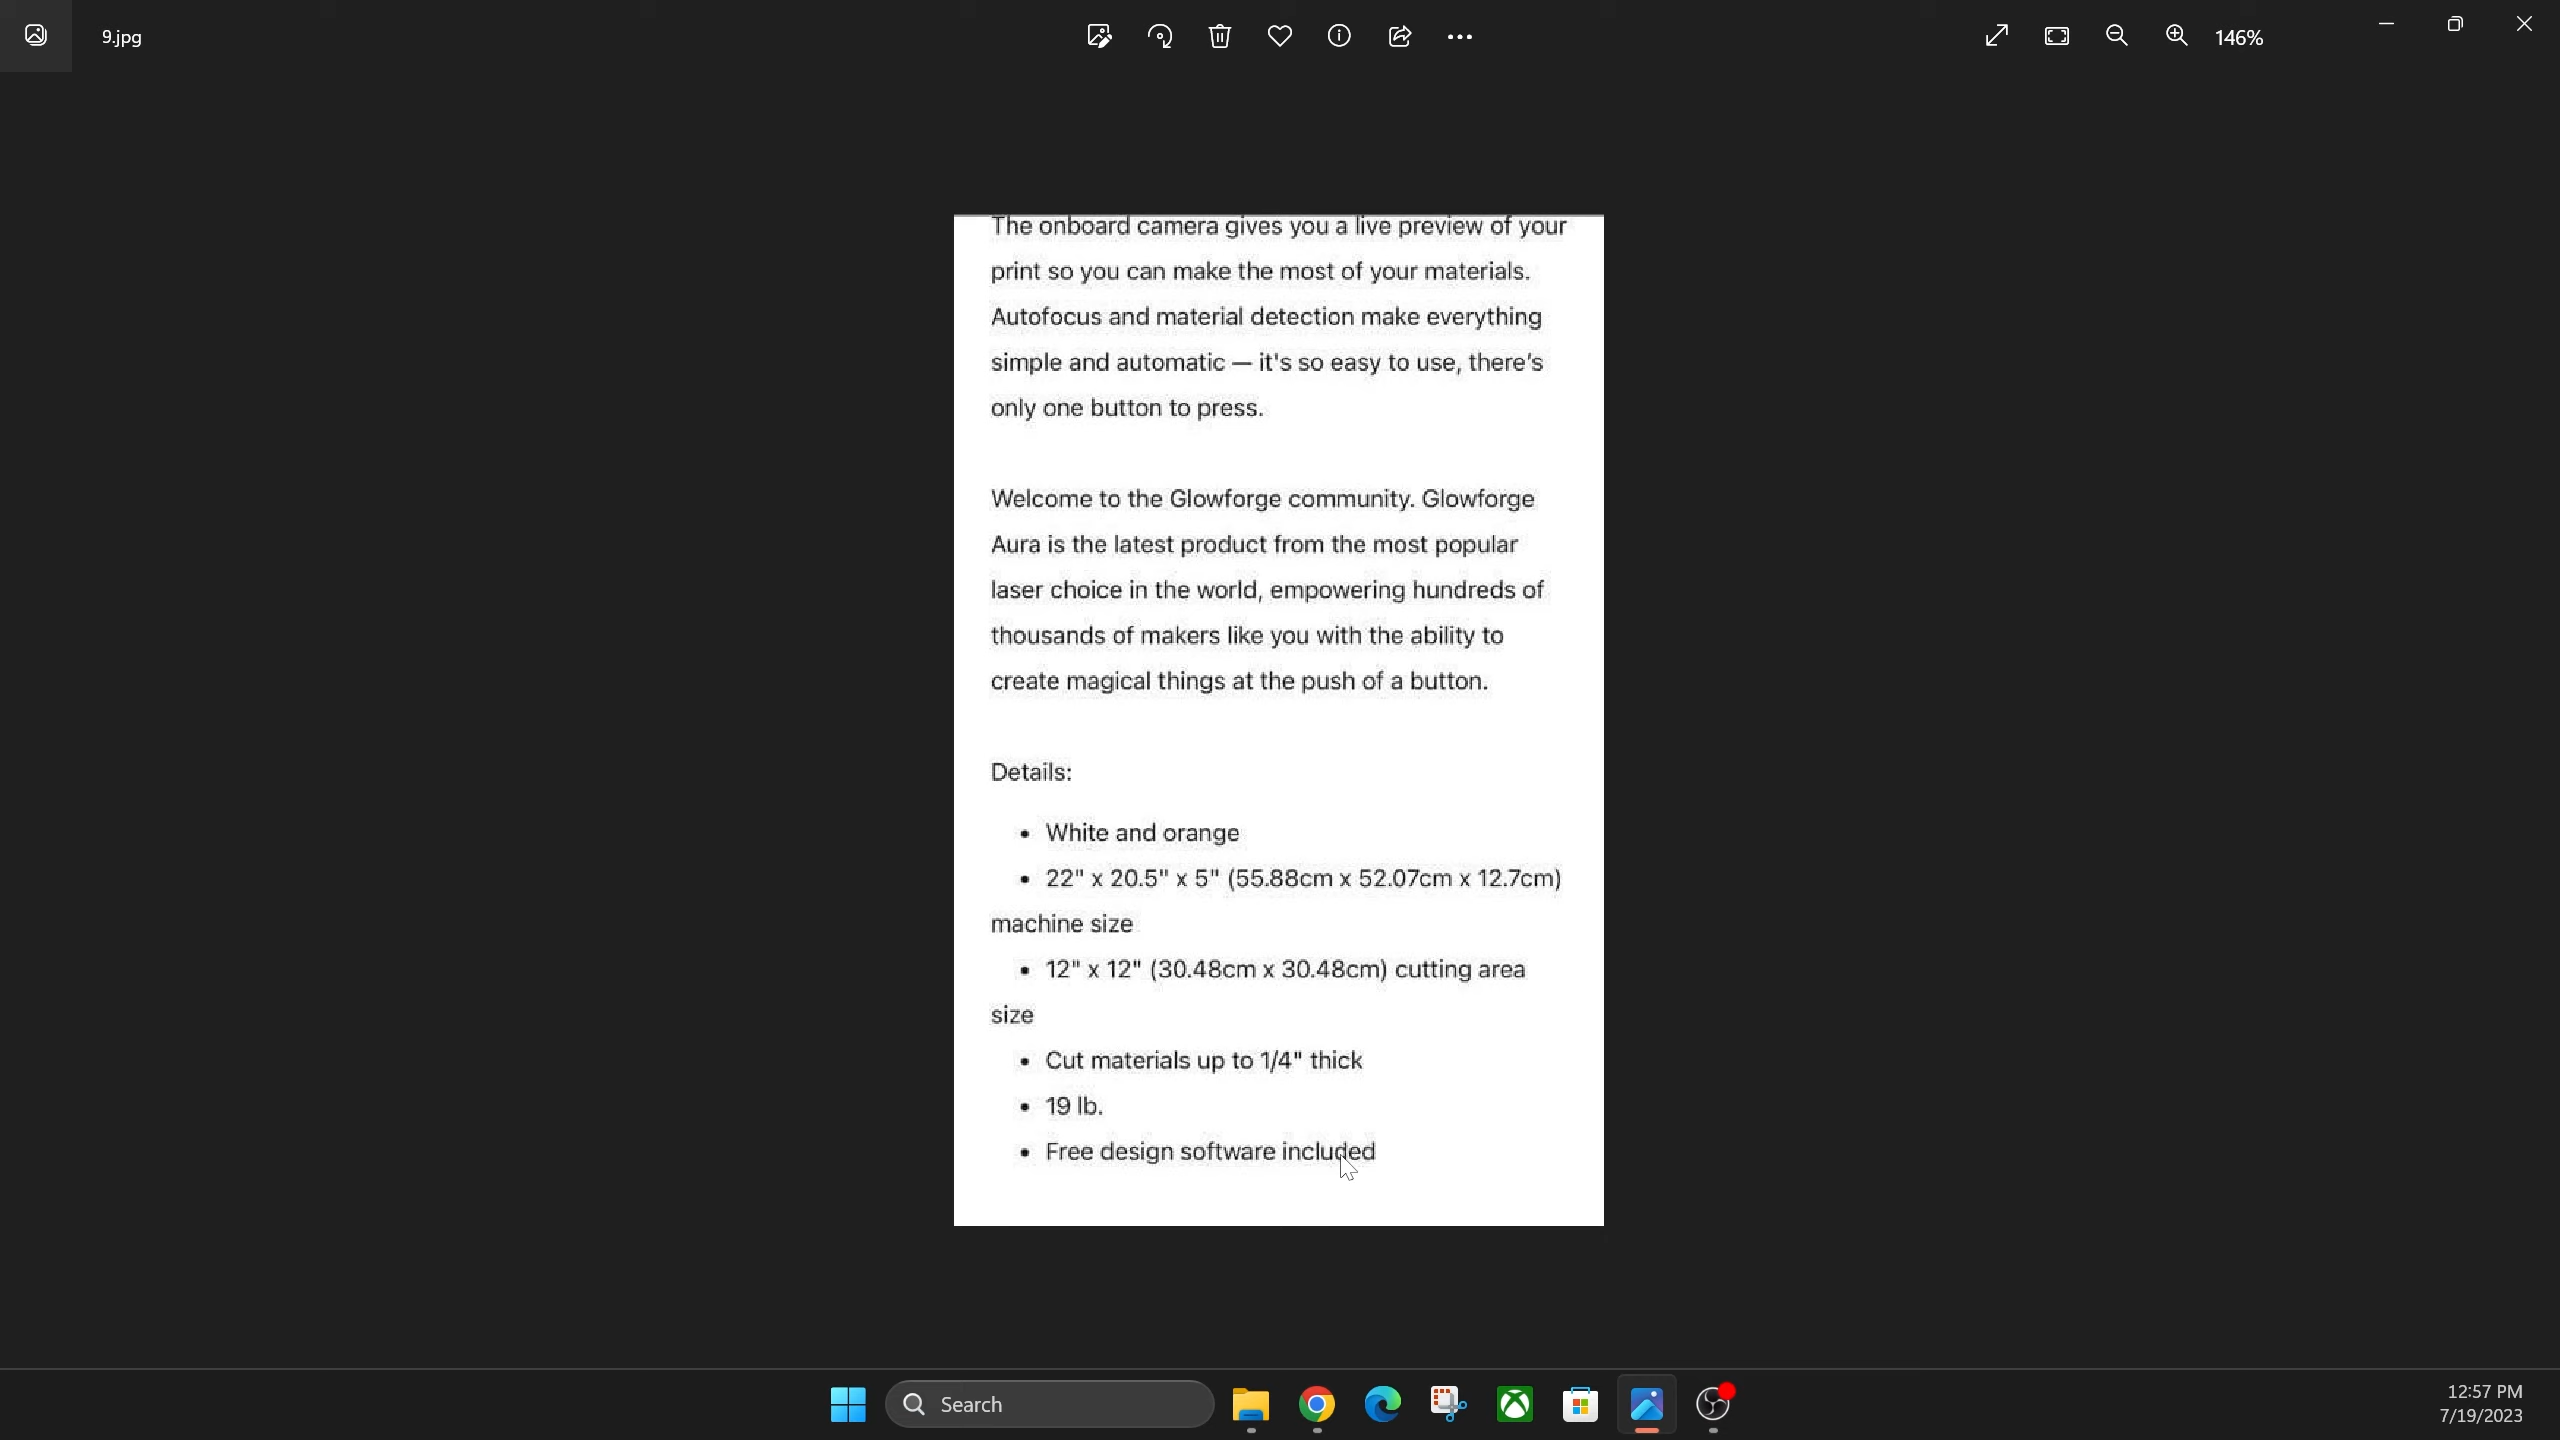 9.jpg
146%
The onboard camera gives you a live preview of your
print so you can make the most of your materials.
Autofocus and material detection make everything
simple and automatic — it's so easy to use, there's
only one button to press.
Welcome to the Glowforge community. Glowforge
Aura is the latest product from the most popular
laser choice in the world, empowering hundreds of
thousands of makers like you with the ability to
create magical things at the push of a button.
Details:
• White and orange
• 22" x 20.5" x 5" (55.88cm x 52.07cm x 12.7cm)
machine size
• 12" x 12" (30.48cm x 30.48cm) cutting area
size
• Cut materials up to 1/4" thick
• 19 lb.
• Free design software included
Search
12:57 PM
7/19/2023